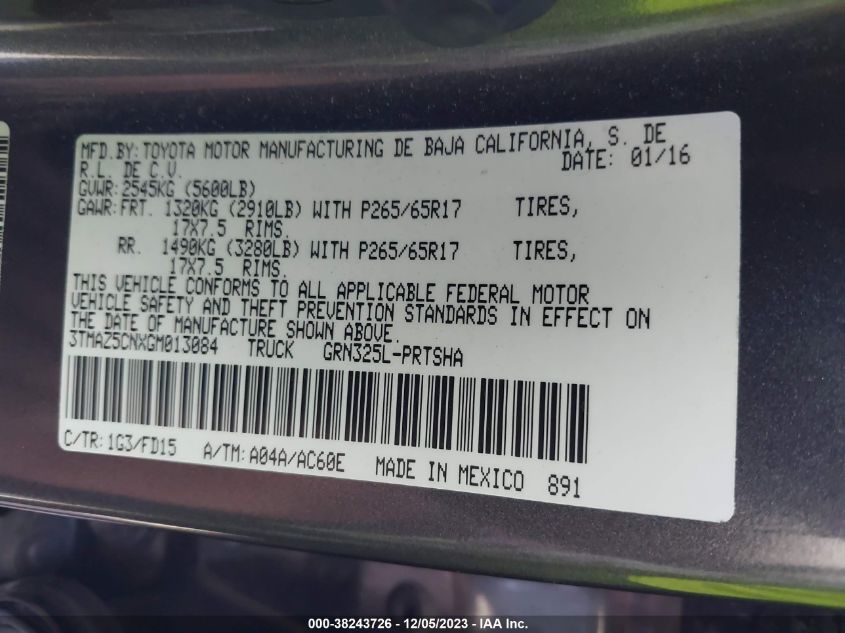 MFD.BY:TOYOTA MOTOR MANUFACTURING DE BAJA CALIFORNIA, S. DE
R.L. DE C.V. DATE: 01/16
GVWR:2545KG (5600LB)
GAWR:FRT. 1320KG (2910LB) WITH P265/65R17 TIRES,
17X7.5 RIMS.
RR. 1490KG (3280LB) WITH P265/65R17 TIRES,
17X7.5 RIMS.
THIS VEHICLE CONFORMS TO ALL APPLICABLE FEDERAL MOTOR
VEHICLE SAFETY AND THEFT PREVENTION STANDARDS IN EFFECT ON
THE DATE OF MANUFACTURE SHOWN ABOVE.
3TMAZ5CNXGM013084 TRUCK GRN325L-PRTSHA
C/TR:1G3/FD15 A/TM:A04A/AC60E MADE IN MEXICO 891
000-38243726 - 12/05/2023 - IAA Inc.